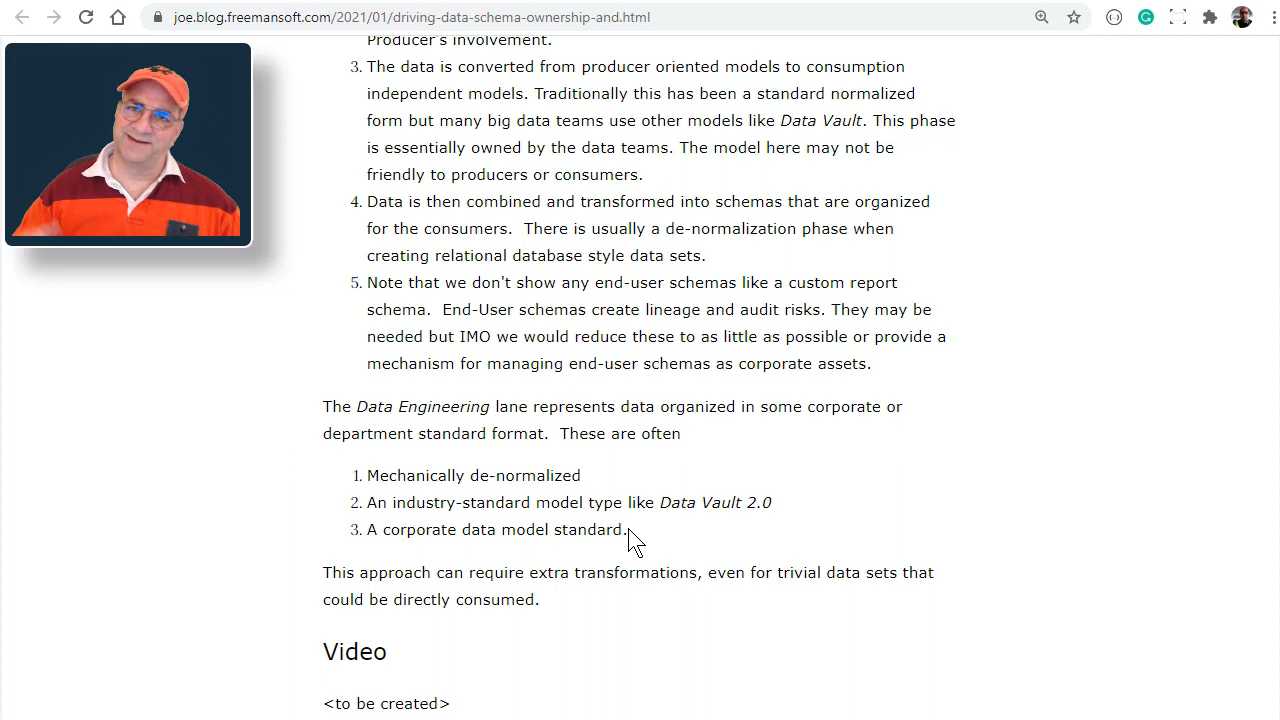 joe.blog.freemansoft.com/2021/01/driving-data-schema-ownership-and.html
Producer's involvement.
3. The data is converted from producer oriented models to consumption
independent models. Traditionally this has been a standard normalized
form but many big data teams use other models like Data Vault. This phase
is essentially owned by the data teams. The model here may not be
friendly to producers or consumers.
4. Data is then combined and transformed into schemas that are organized
for the consumers.  There is usually a de-normalization phase when
creating relational database style data sets.
5. Note that we don't show any end-user schemas like a custom report
schema.  End-User schemas create lineage and audit risks. They may be
needed but IMO we would reduce these to as little as possible or provide a
mechanism for managing end-user schemas as corporate assets.
The Data Engineering lane represents data organized in some corporate or
department standard format.  These are often
1. Mechanically de-normalized
2. An industry-standard model type like Data Vault 2.0
3. A corporate data model standard.
This approach can require extra transformations, even for trivial data sets that
could be directly consumed.
Video
<to be created>